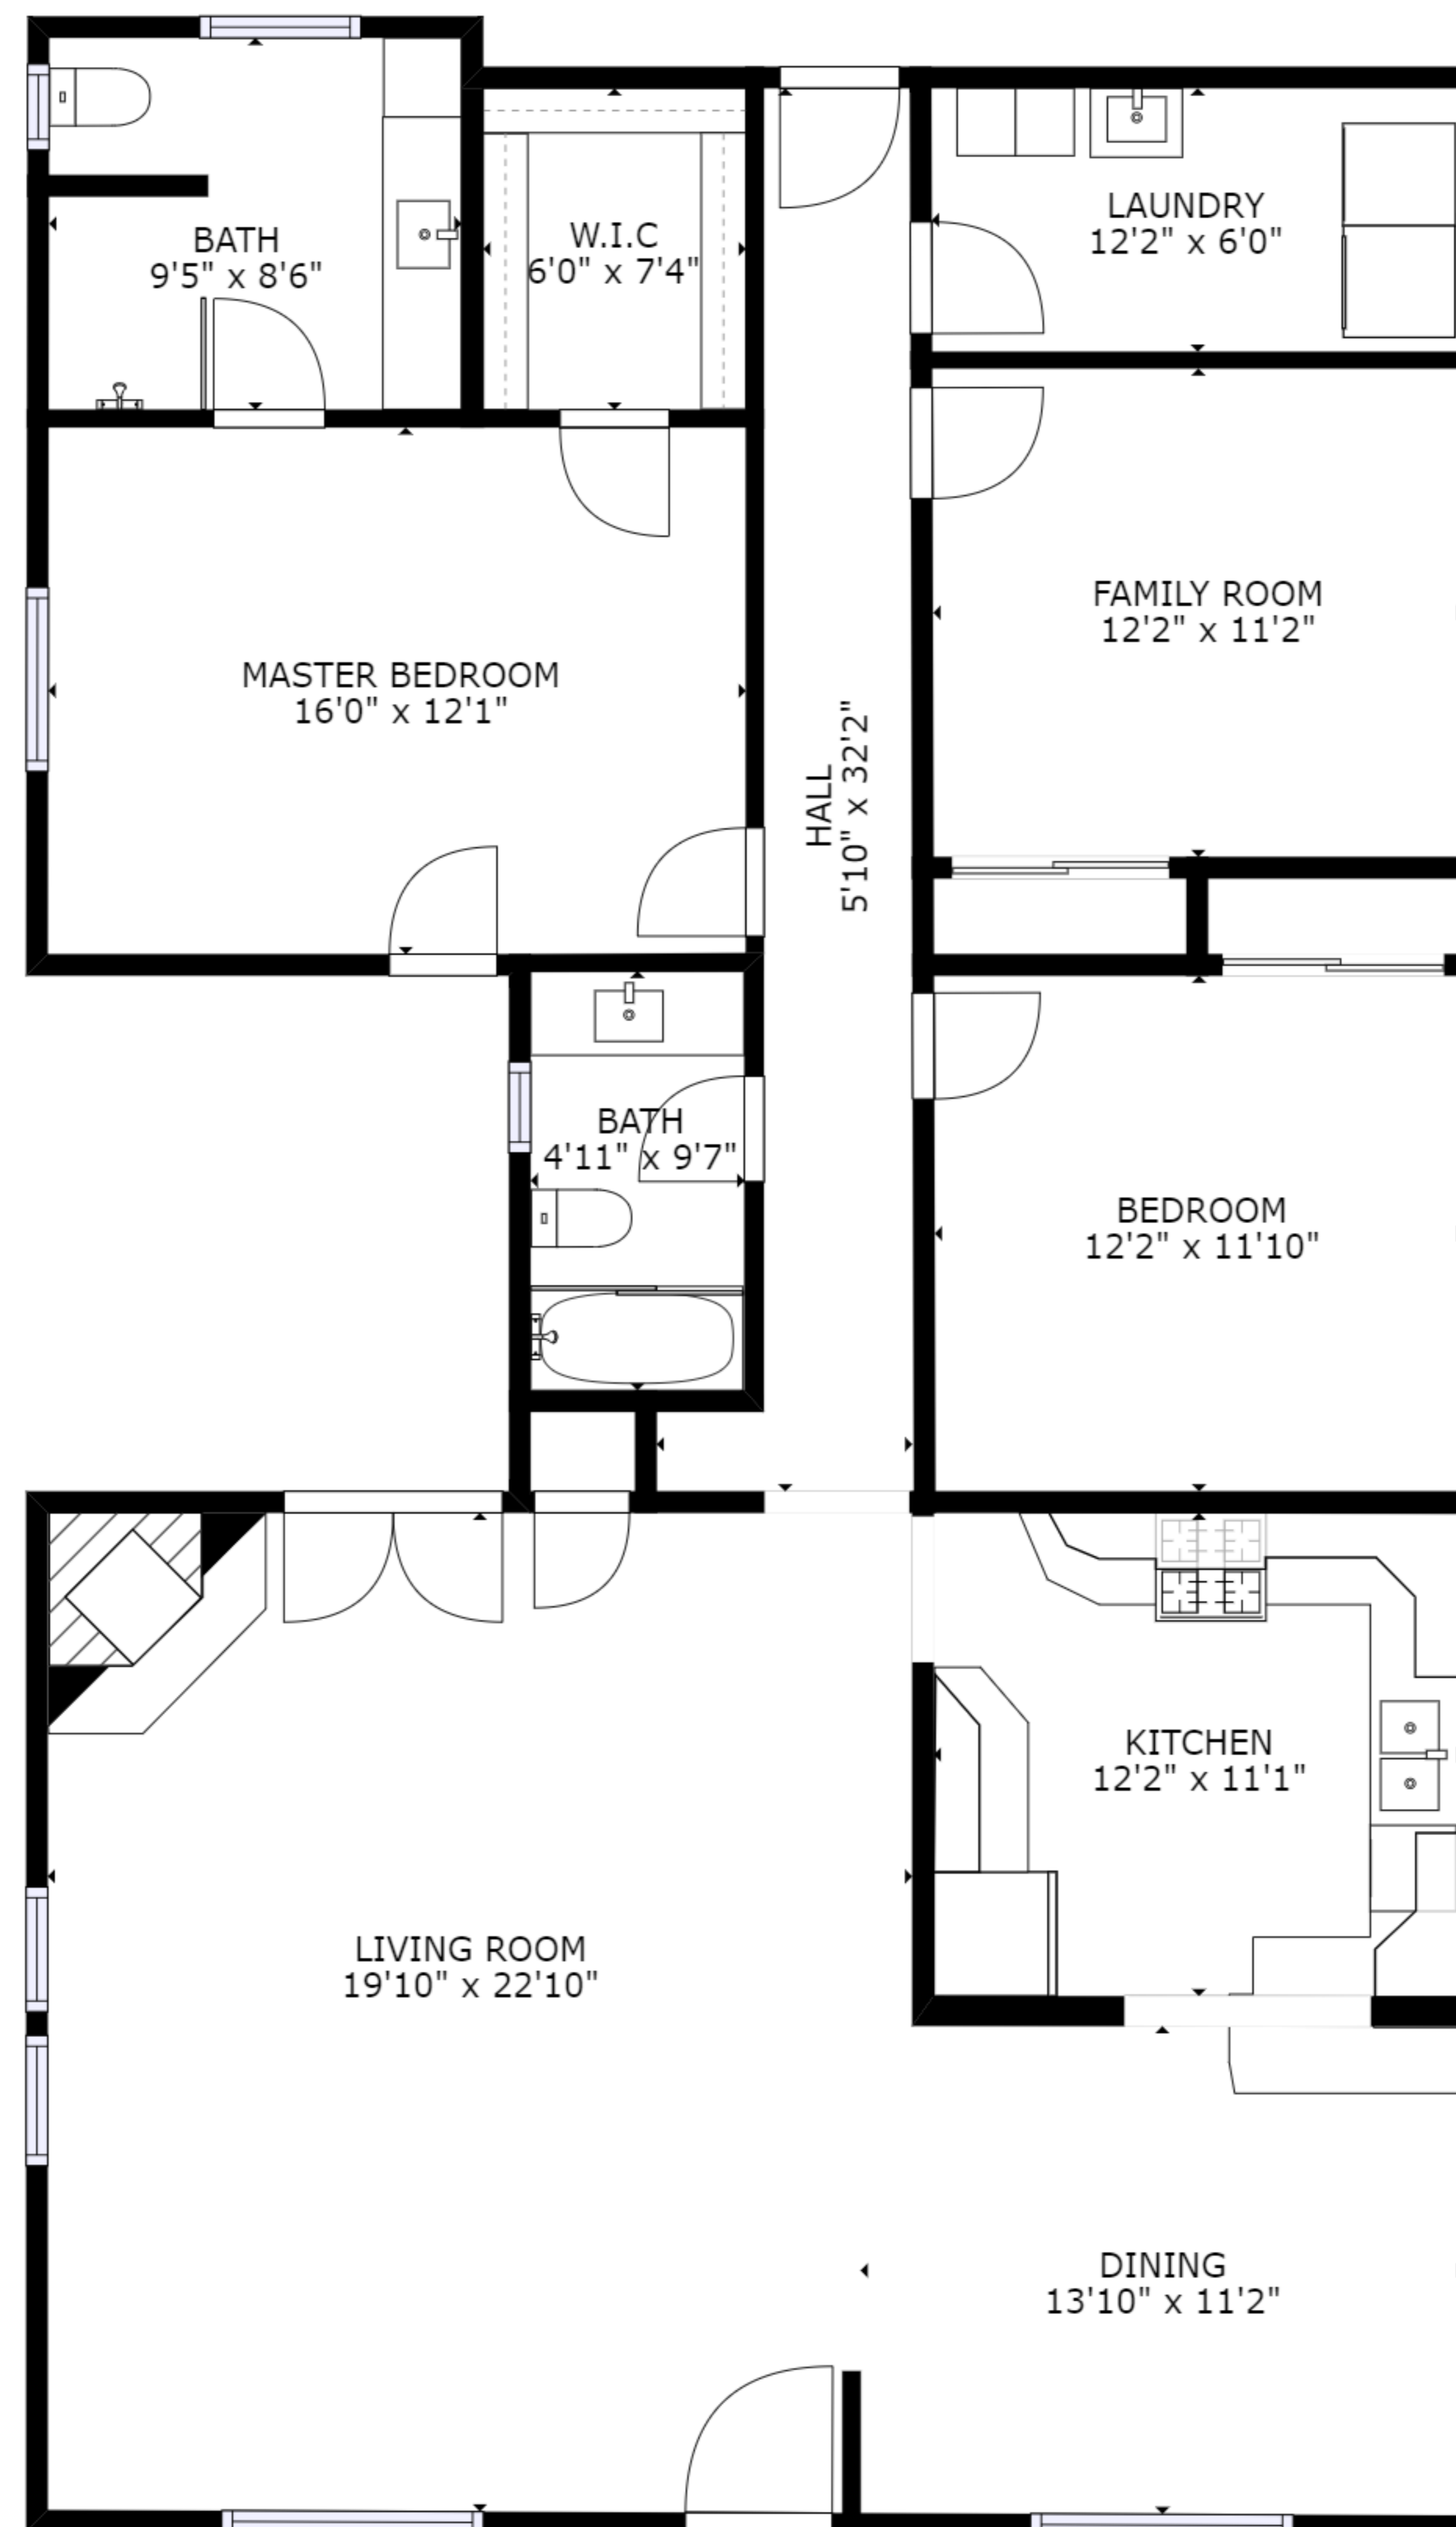 BATH
9'5" x 8'6"
W.I.C
6'0" x 7'4"
LAUNDRY
12'2" x 6'0"
FAMILY ROOM
12'2" x 11'2"
MASTER BEDROOM
16'0" x 12'1"
HALL
5'10" x 32'2"
BATH
4'11" x 9'7"
BEDROOM
12'2" x 11'10"
KITCHEN
12'2" x 11'1"
LIVING ROOM
19'10" x 22'10"
DINING
13'10" x 11'2"